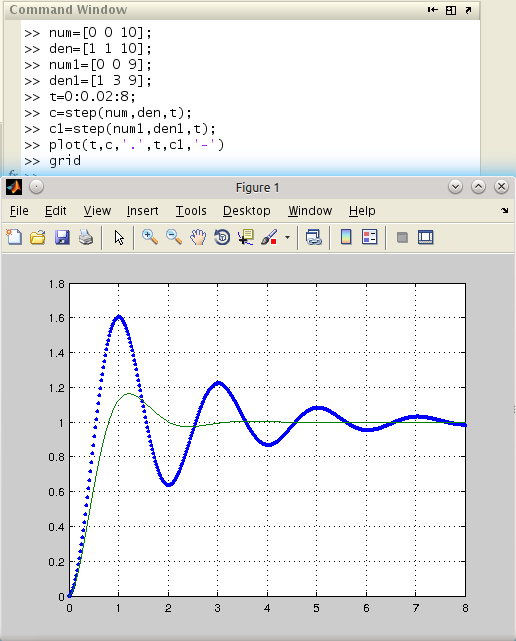 Command Window
>> num=[0 0 10];
>> den=[1 1 10];
>> num1=[0 0 9];
>> den1=[1 3 9];
>> t=0:0.02:8;
>> c=step(num,den,t);
>> c1=step(num1,den1,t);
>> plot(t,c,'.',t,c1,'-')
>> grid
Figure 1
File Edit View Insert Tools Desktop Window Help
1.8
1.6
1.4
1.2
1
0.8
0.6
0.4
0.2
0
0 1 2 3 4 5 6 7 8